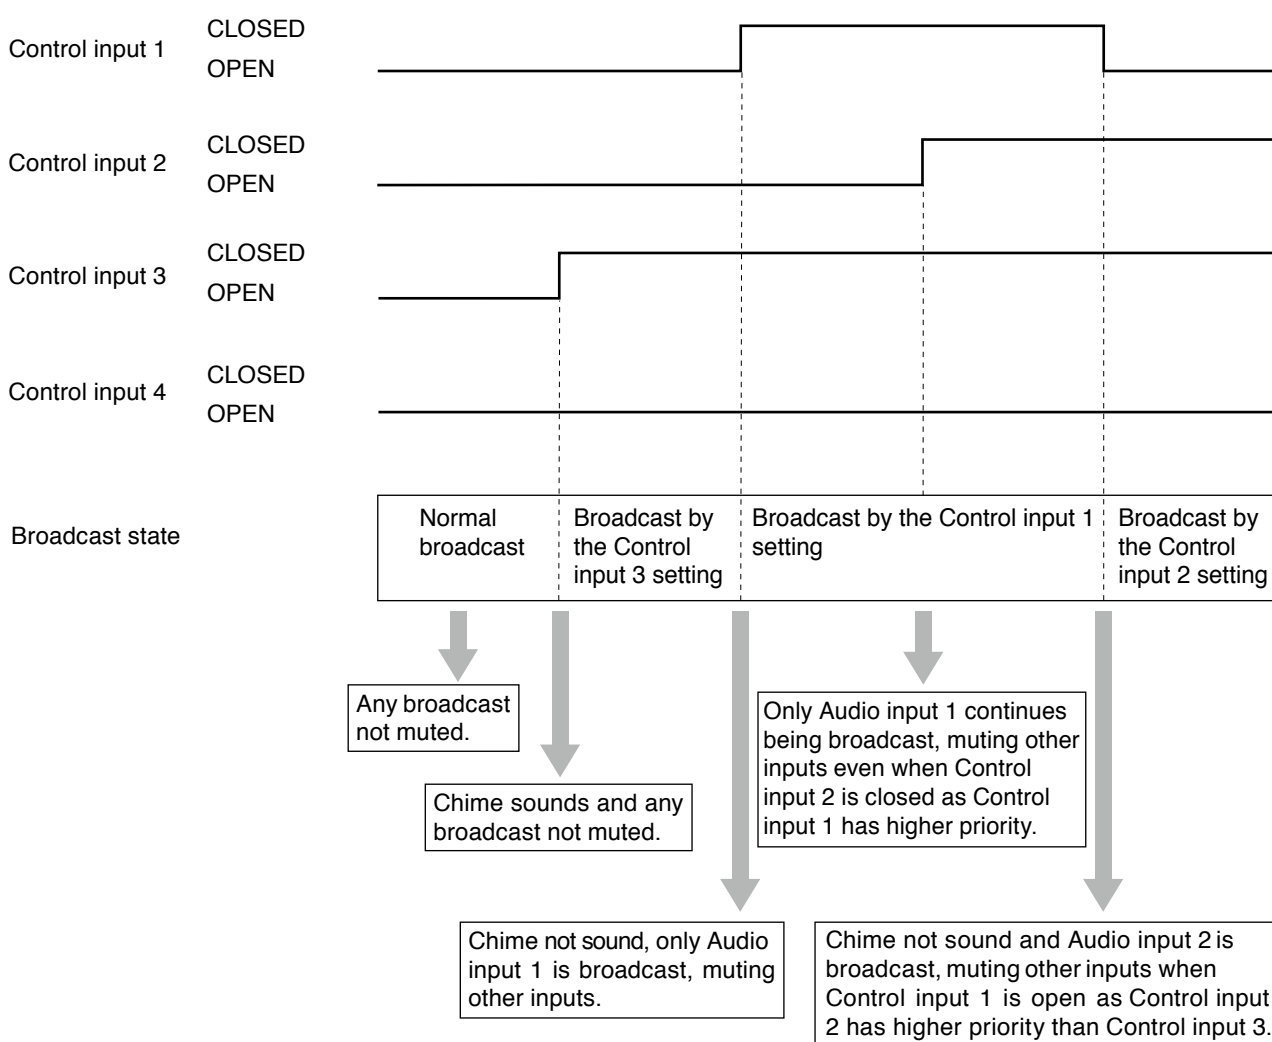 Control input 1
CLOSED
OPEN
Control input 2
CLOSED
OPEN
Control input 3
CLOSED
OPEN
Control input 4
CLOSED
OPEN
Broadcast state
Normal
broadcast
Broadcast by
the Control
input 3 setting
Broadcast by the Control input 1
setting
Broadcast by
the Control
input 2 setting
Any broadcast
not muted.
Chime sounds and any
broadcast not muted.
Only Audio input 1 continues
being broadcast, muting other
inputs even when Control
input 2 is closed as Control
input 1 has higher priority.
Chime not sound, only Audio
input 1 is broadcast, muting
other inputs.
Chime not sound and Audio input 2 is
broadcast, muting other inputs when
Control input 1 is open as Control input
2 has higher priority than Control input 3.